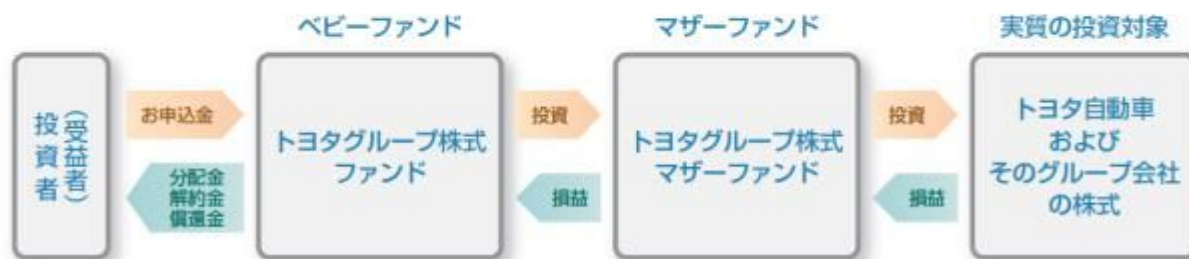 ベビーファンド
マザーファンド
実質の投資対象
投資者
(受益者)
お申込金
分配金
解約金
償還金
トヨタグループ株式
ファンド
投資
損益
トヨタグループ株式
マザーファンド
投資
損益
トヨタ自動車
および
そのグループ会社
の株式